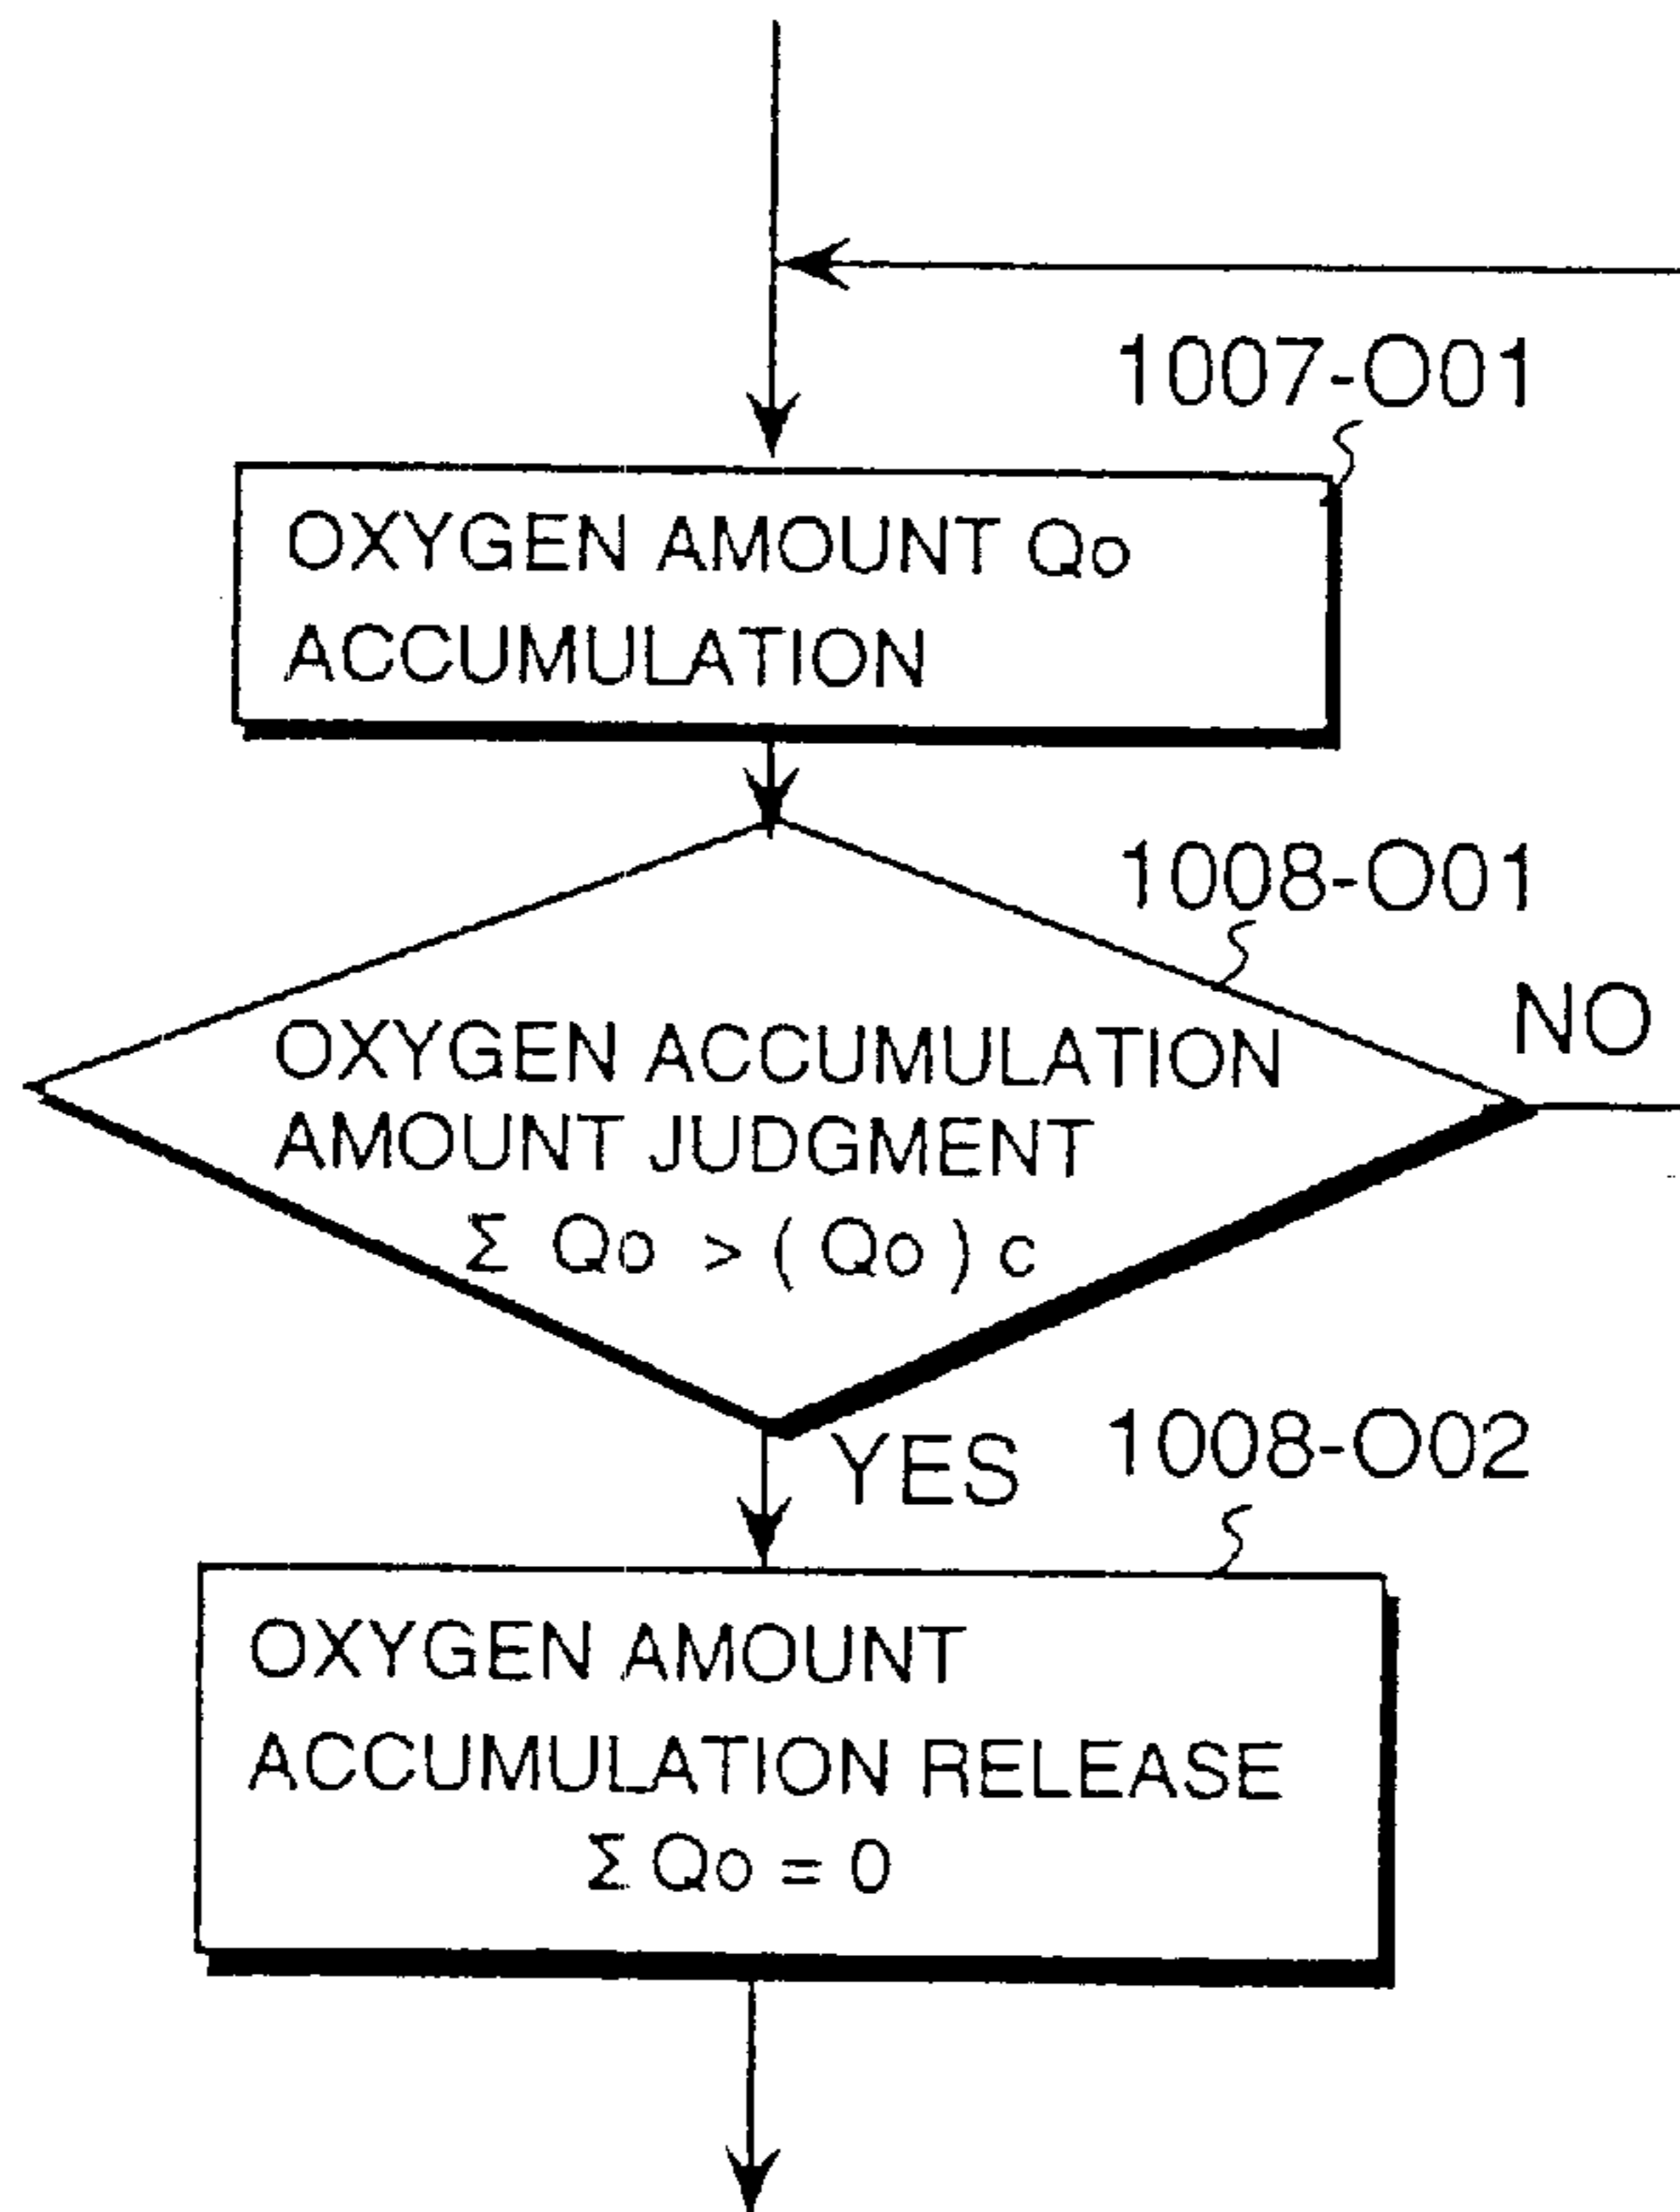 1007-O01
OXYGEN AMOUNT Qo
ACCUMULATION
1008-O01
NO
OXYGEN ACCUMULATION
AMOUNT JUDGMENT
Σ Qo > ( Qo ) c
YES
1008-O02
OXYGEN AMOUNT
ACCUMULATION RELEASE
Σ Qo = 0